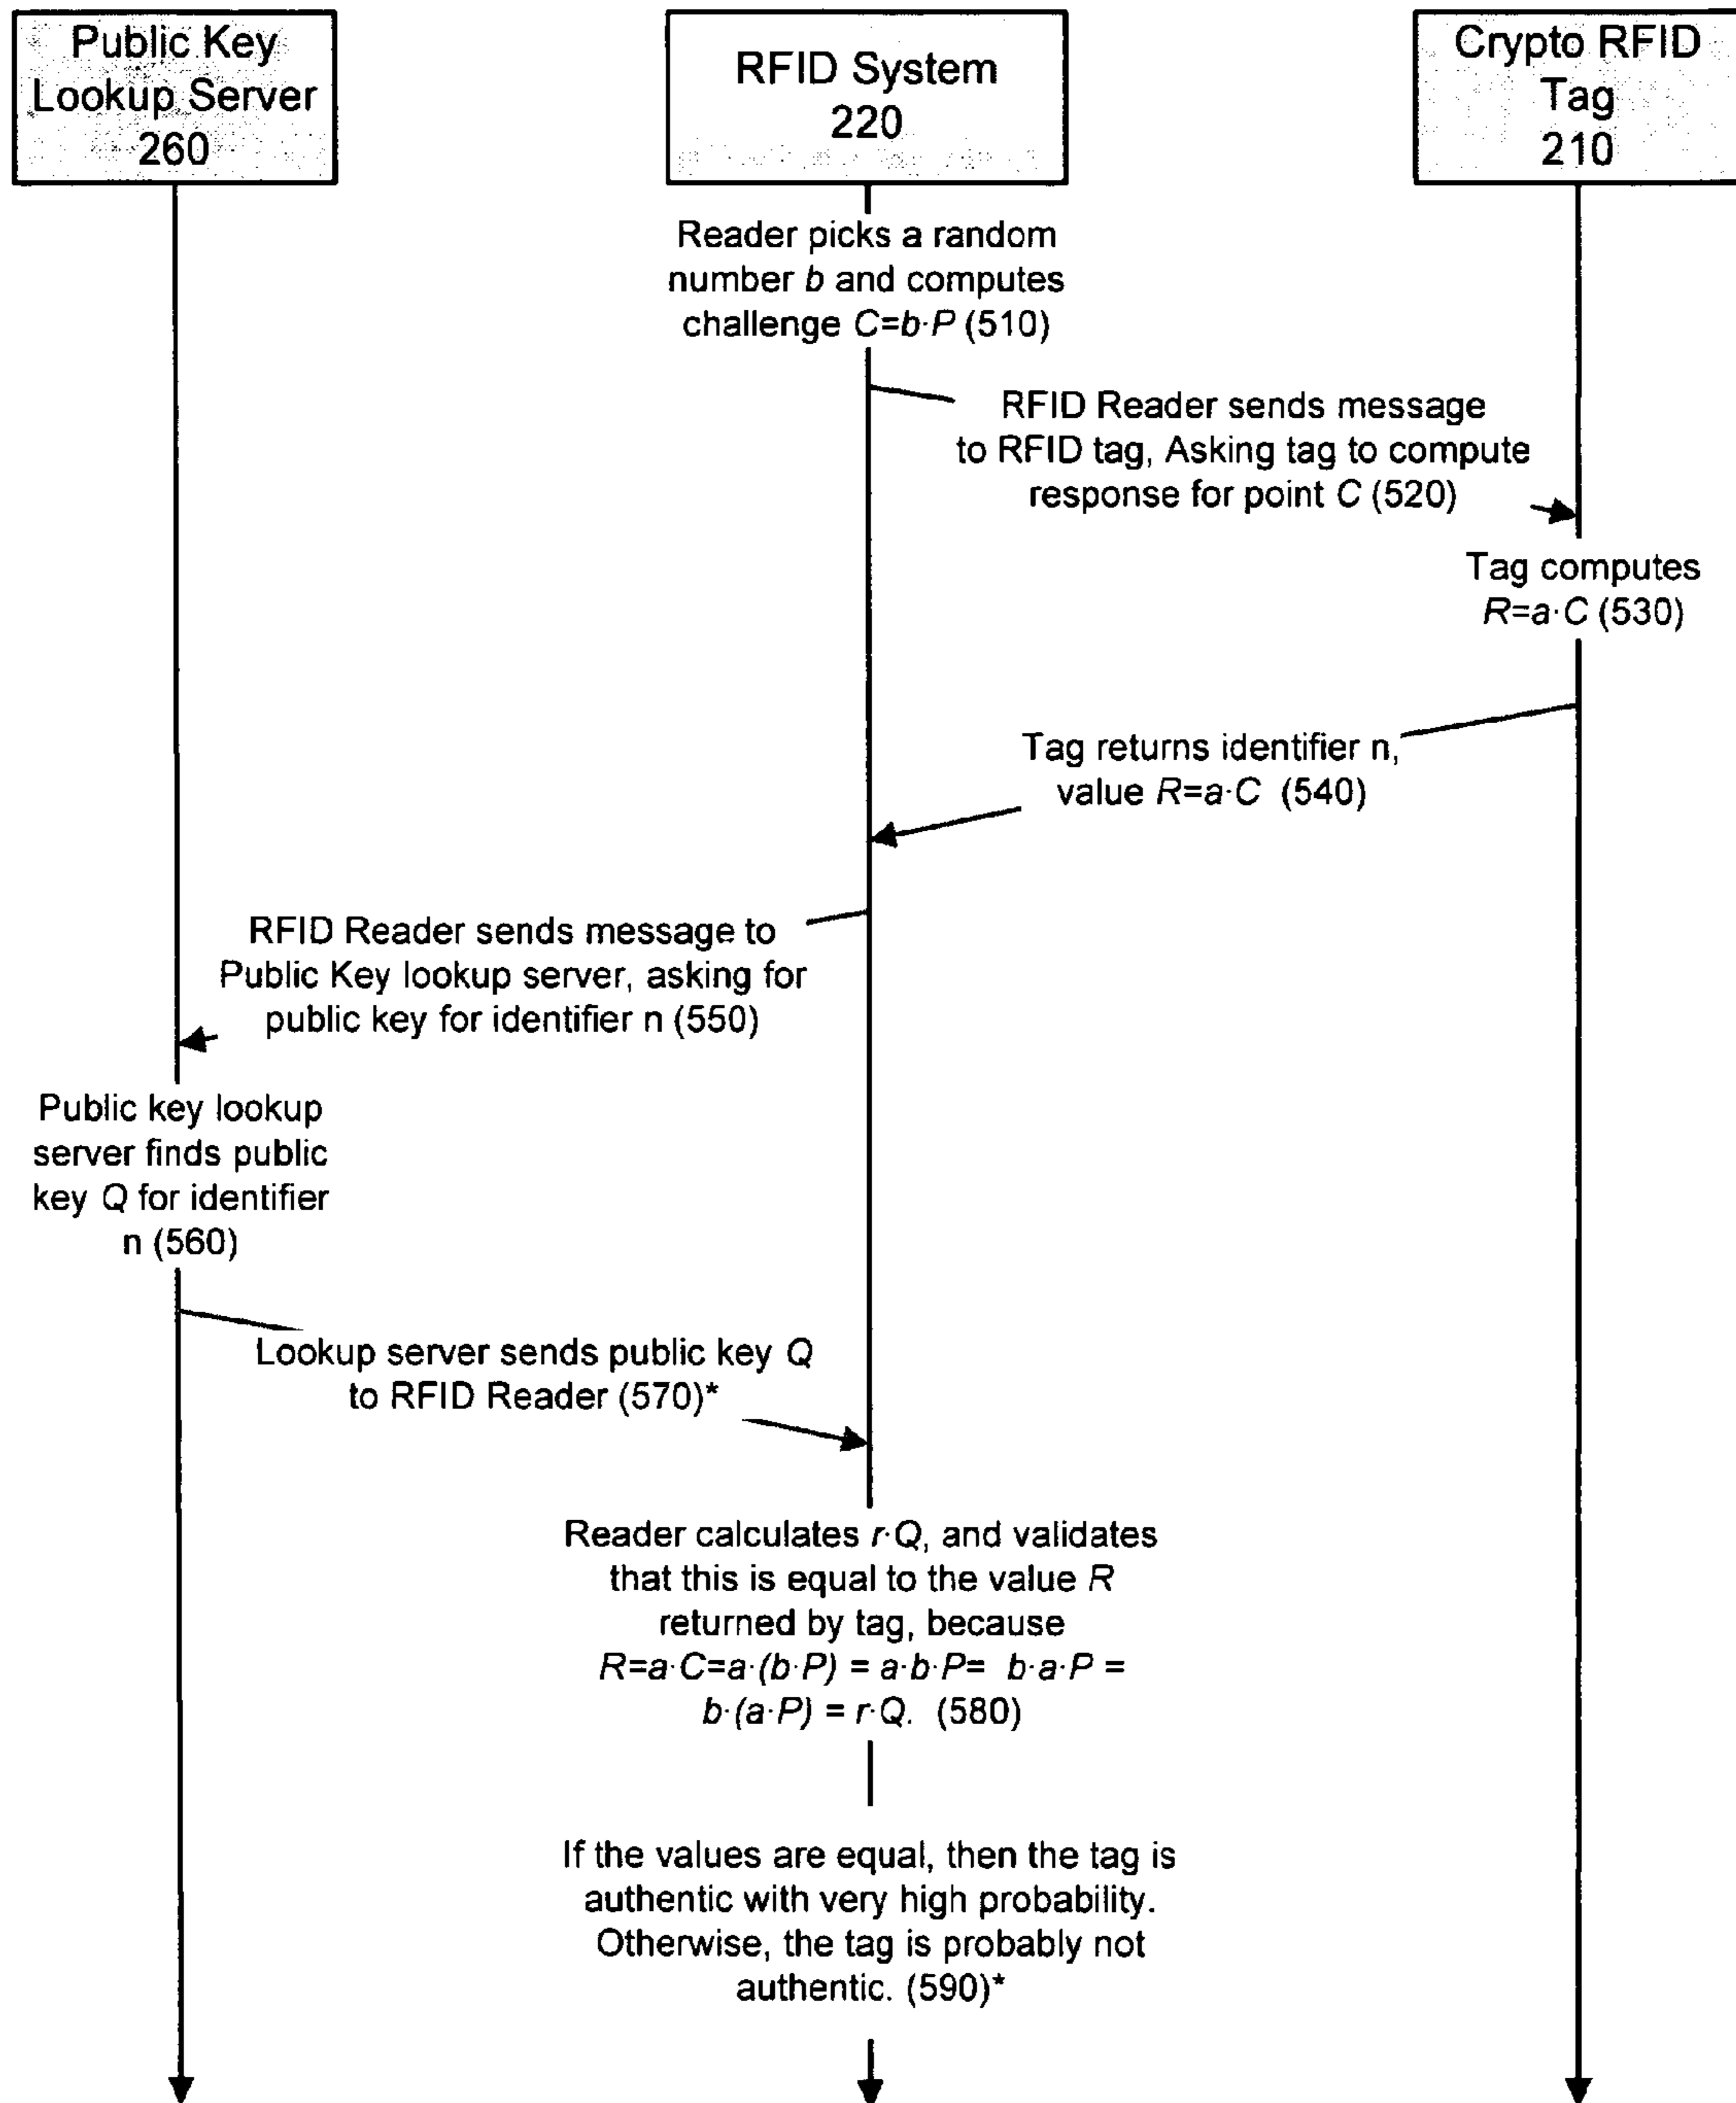 Public Key
Lookup Server
260
RFID System
220
Crypto RFID
Tag
210
Reader picks a random
number b and computes
challenge C=b·P (510)
RFID Reader sends message
to RFID tag, Asking tag to compute
response for point C (520)
Tag computes
R=a·C (530)
Tag returns identifier n,
value R=a·C (540)
RFID Reader sends message to
Public Key lookup server, asking for
public key for identifier n (550)
Public key lookup
server finds public
key Q for identifier
n (560)
Lookup server sends public key Q
to RFID Reader (570)*
Reader calculates r·Q, and validates
that this is equal to the value R
returned by tag, because
R=a·C=a·(b·P) = a·b·P= b·a·P =
b·(a·P) = r·Q. (580)
If the values are equal, then the tag is
authentic with very high probability.
Otherwise, the tag is probably not
authentic. (590)*